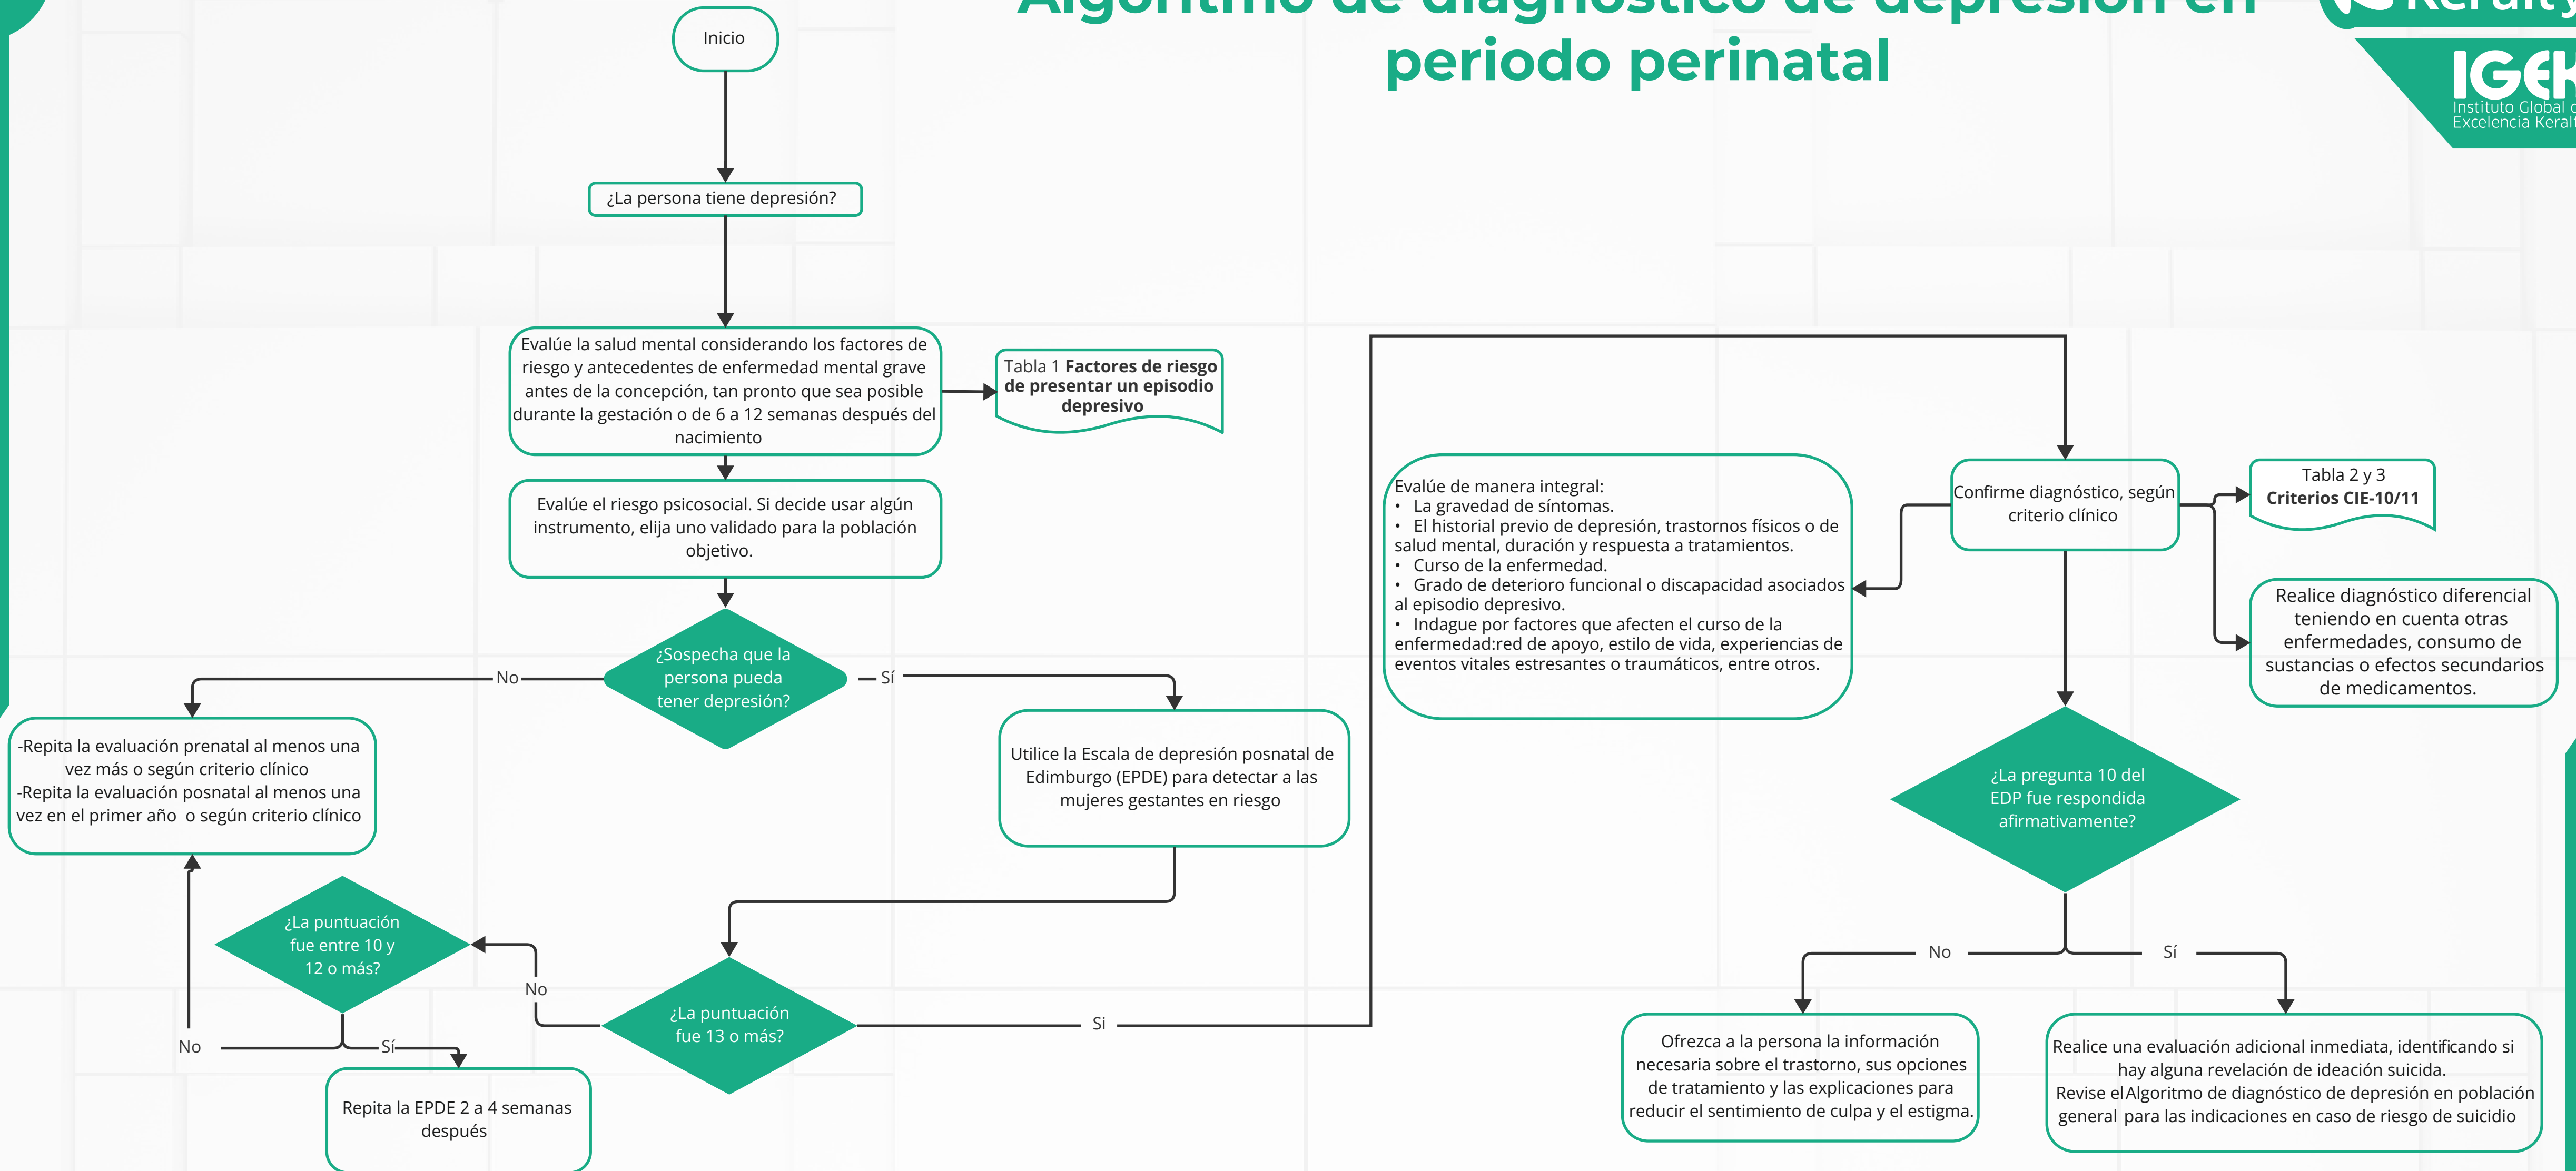 Algoritmo de diagnóstico de depresión en
periodo perinatal
Keralty
IGEK
Instituto Global
Excelencia Keralt
Inicio
¿La persona tiene depresión?
Evalúe la salud mental considerando los factores de
riesgo y antecedentes de enfermedad mental grave
antes de la concepción, tan pronto que sea posible
durante la gestación o de 6 a 12 semanas después del
nacimiento
Tabla 1 Factores de riesgo
de presentar un episodio
depresivo
Evalúe el riesgo psicosocial. Si decide usar algún
instrumento, elija uno validado para la población
objetivo.
¿Sospecha que la
persona pueda
tener depresión?
No
Sí
-Repita la evaluación prenatal al menos una
vez más o según criterio clínico
-Repita la evaluación posnatal al menos una
vez en el primer año o según criterio clínico
Utilice la Escala de depresión posnatal de
Edimburgo (EPDE) para detectar a las
mujeres gestantes en riesgo
¿La puntuación
fue 13 o más?
No
Si
¿La puntuación
fue entre 10 y
12 o más?
No
Sí
Repita la EPDE 2 a 4 semanas
después
Confirme diagnóstico, según
criterio clínico
Tabla 2 y 3
Criterios CIE-10/11
Realice diagnóstico diferencial
teniendo en cuenta otras
enfermedades, consumo de
sustancias o efectos secundarios
de medicamentos.
Evalúe de manera integral:
• La gravedad de síntomas.
• El historial previo de depresión, trastornos físicos o de
salud mental, duración y respuesta a tratamientos.
• Curso de la enfermedad.
• Grado de deterioro funcional o discapacidad asociados
al episodio depresivo.
• Indague por factores que afecten el curso de la
enfermedad:red de apoyo, estilo de vida, experiencias de
eventos vitales estresantes o traumáticos, entre otros.
¿La pregunta 10 del
EDP fue respondida
afirmativamente?
No
Sí
Ofrezca a la persona la información
necesaria sobre el trastorno, sus opciones
de tratamiento y las explicaciones para
reducir el sentimiento de culpa y el estigma.
Realice una evaluación adicional inmediata, identificando si
hay alguna revelación de ideación suicida.
Revise el Algoritmo de diagnóstico de depresión en población
general para las indicaciones en caso de riesgo de suicidio